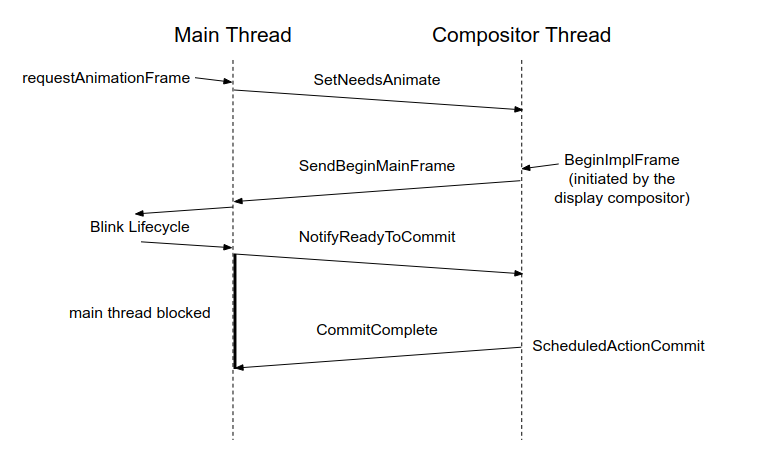 Main Thread
Compositor Thread
requestAnimationFrame
SetNeedsAnimate
SendBeginMainFrame
BeginImplFrame
(initiated by the
display compositor)
Blink Lifecycle
NotifyReadyToCommit
main thread blocked
CommitComplete
ScheduledActionCommit